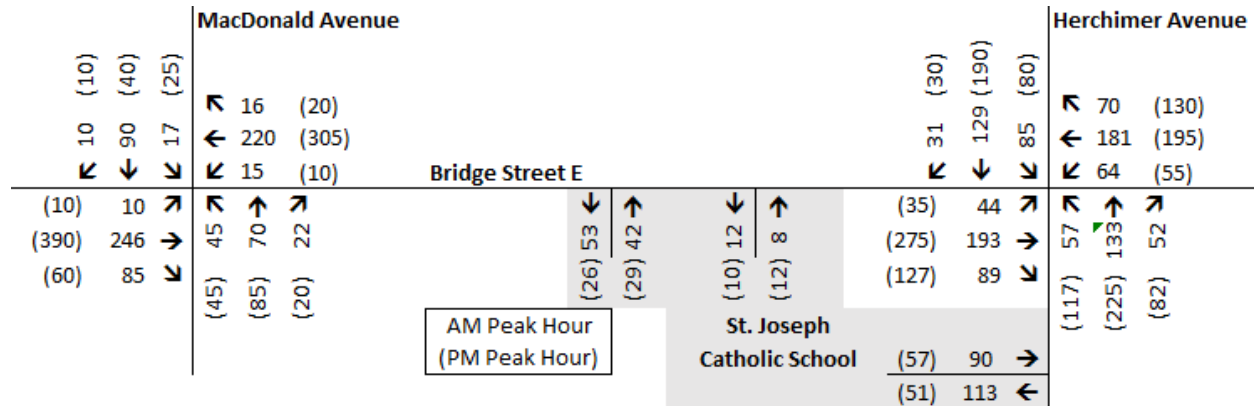 MacDonald Avenue
Herchimer Avenue
(10) (40) (25)
(30) (190) (80)
10 90 17
31 129 85
16 (20)
70 (130)
220 (305)
181 (195)
15 (10)
64 (55)
Bridge Street E
(10) 10
(390) 246
(60) 85
45 70 22
(45) (85) (20)
53 42 12 8
(26) (29) (10) (12)
(35) 44
(275) 193
(127) 89
57 133 52
(117) (225) (82)
AM Peak Hour
(PM Peak Hour)
St. Joseph
Catholic School
(57) 90
(51) 113